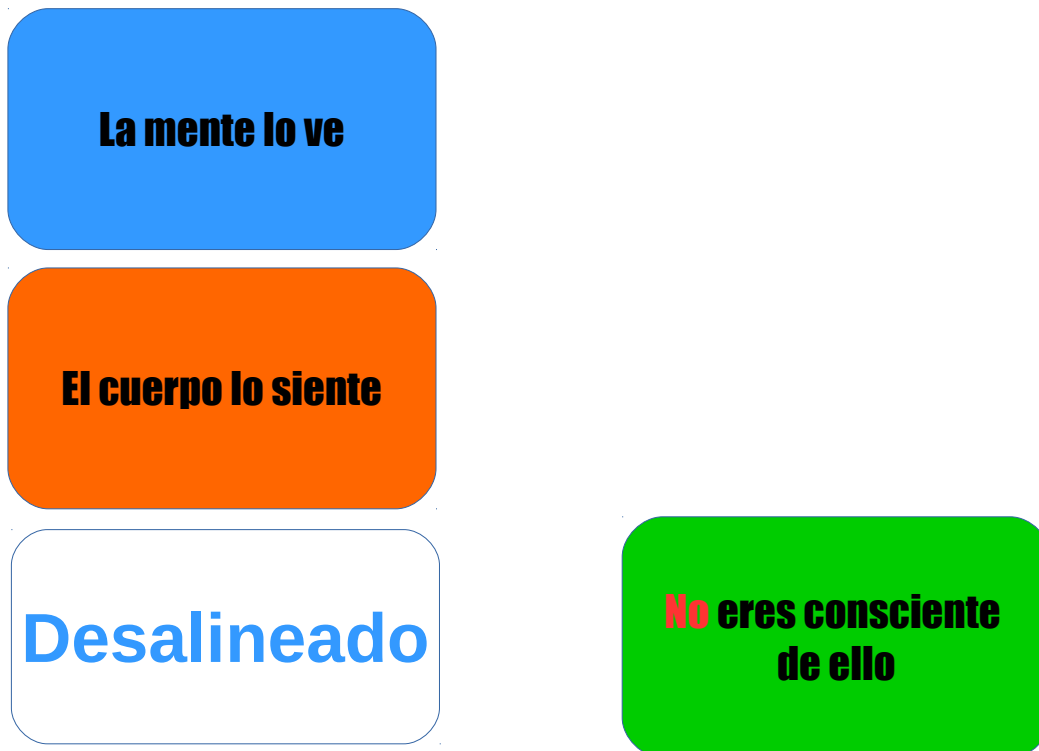 La mente lo ve
El cuerpo lo siente
Desalineado
No eres consciente
de ello